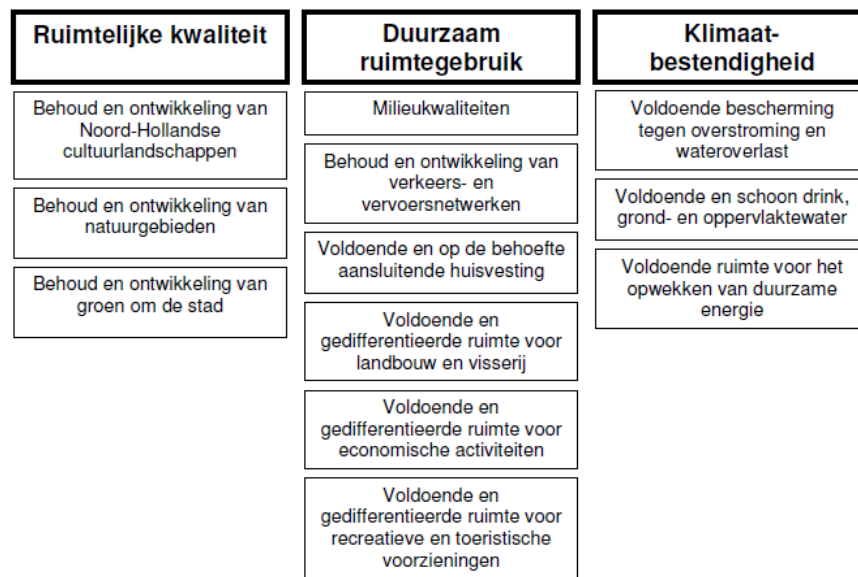 Ruimtelijke kwaliteit
Behoud en ontwikkeling van
Noord-Hollandse
cultuurlandschappen
Behoud en ontwikkeling van
natuurgebieden
Behoud en ontwikkeling van
groen om de stad
Duurzaam
ruimtegebruik
Milieukwaliteiten
Behoud en ontwikkeling van
verkeers- en
vervoersnetwerken
Voldoende en op de behoefte
aansluitende huisvesting
Voldoende en
gedifferentieerde ruimte voor
landbouw en visserij
Voldoende en
gedifferentieerde ruimte voor
economische activiteiten
Voldoende en
gedifferentieerde ruimte voor
recreatieve en toeristische
voorzieningen
Klimaat-
bestendigheid
Voldoende bescherming
tegen overstroming en
wateroverlast
Voldoende en schoon drink,
grond- en oppervlaktewater
Voldoende ruimte voor het
opwekken van duurzame
energie